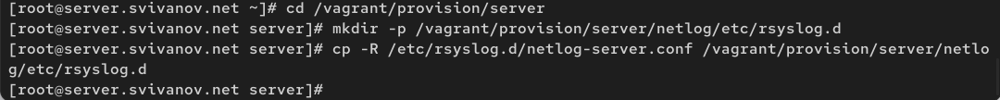 [root@server.svivanov.net ~]# cd /vagrant/provision/server
[root@server.svivanov.net server]# mkdir -p /vagrant/provision/server/netlog/etc/rsyslog.d
[root@server.svivanov.net server]# cp -R /etc/rsyslog.d/netlog-server.conf /vagrant/provision/server/netlo
g/etc/rsyslog.d
[root@server.svivanov.net server]#